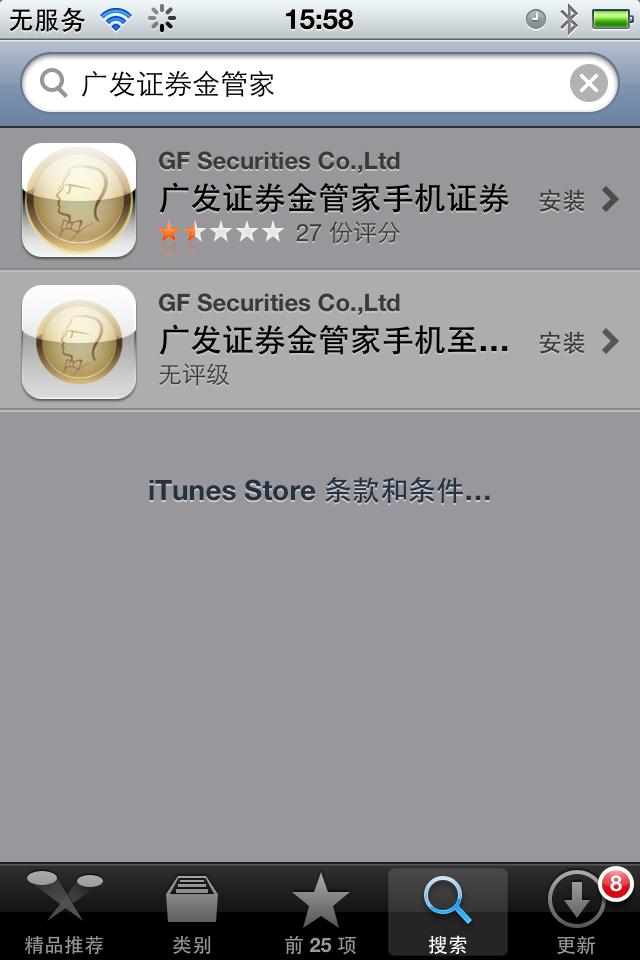 无服务 15:58
广发证券金管家
GF Securities Co.,Ltd
广发证券金管家手机证券 安装
27 份评分
GF Securities Co.,Ltd
广发证券金管家手机至... 安装
无评级
iTunes Store 条款和条件...
8
精品推荐 类别 前 25 项 搜索 更新